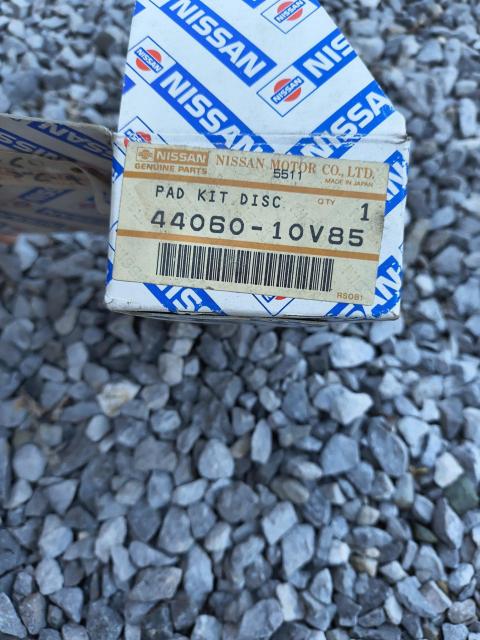 NISSAN
NISSAN
NISSAN
NISSAN
NISSAN
NISSAN MOTOR CO., LTD.
GENUINE PARTS
5511
MADE IN JAPAN
PAD KIT DISC
QTY
1
44060-10V85
RS081